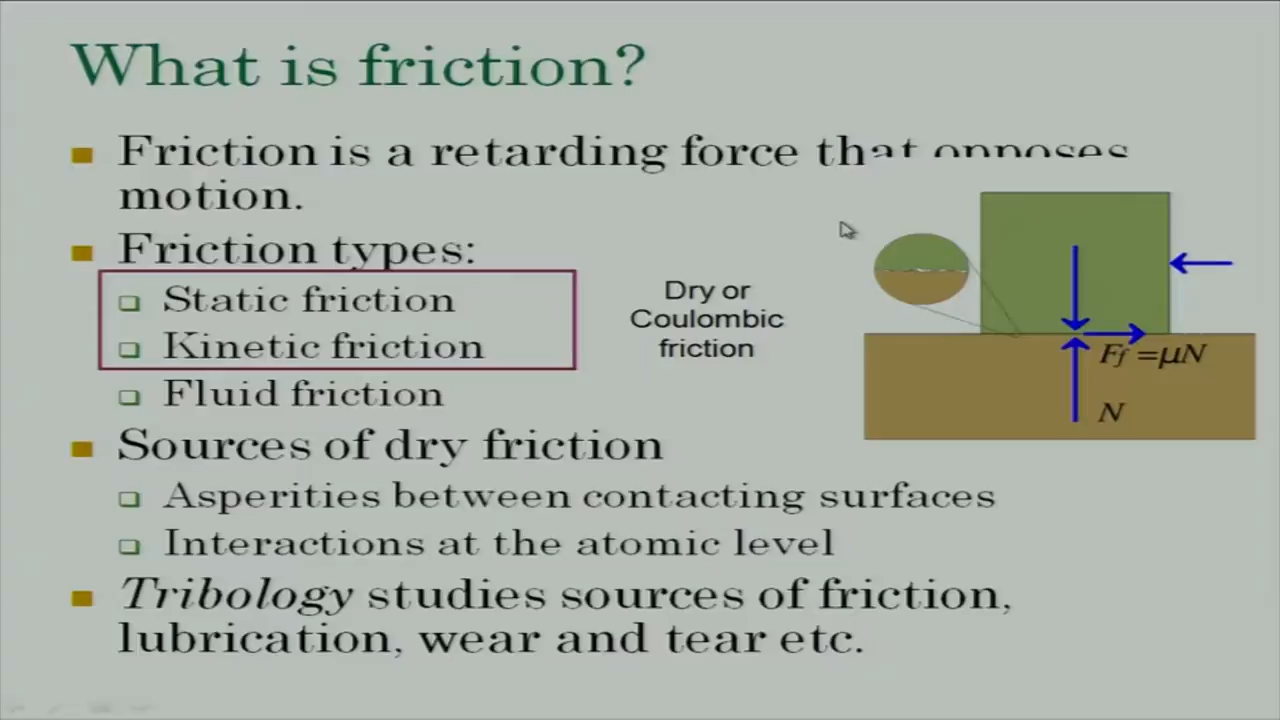 What is friction?
Friction is a retarding force that opposes
motion.
Friction types:
Static friction
Kinetic friction
Fluid friction
Dry or
Coulombic
friction
Ff =μN
N
Sources of dry friction
Asperities between contacting surfaces
Interactions at the atomic level
Tribology studies sources of friction,
lubrication, wear and tear etc.